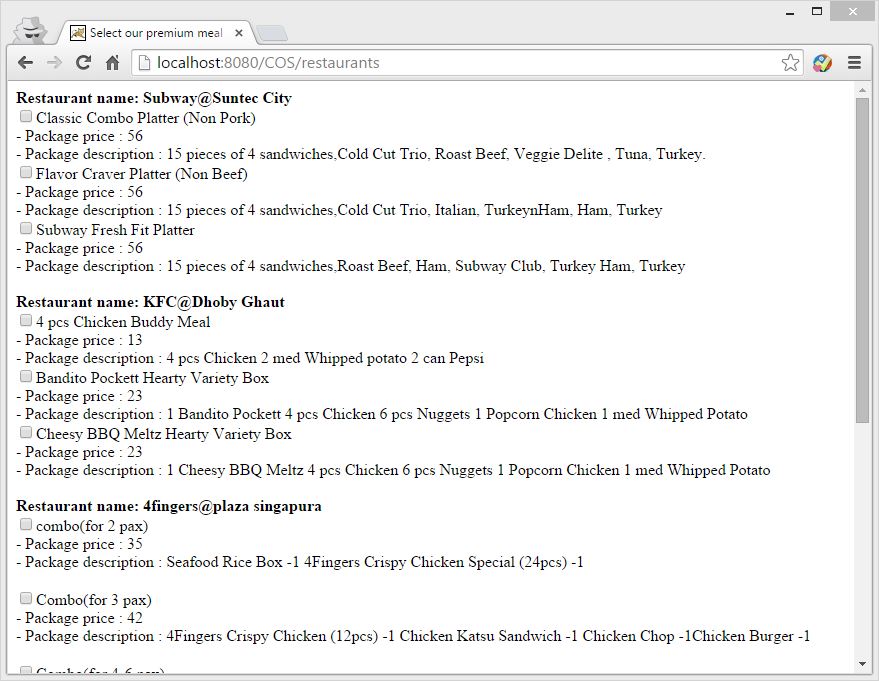 Select our premium meal
localhost:8080/COS/restaurants
Restaurant name: Subway@Suntec City
Classic Combo Platter (Non Pork)
- Package price : 56
- Package description : 15 pieces of 4 sandwiches,Cold Cut Trio, Roast Beef, Veggie Delite , Tuna, Turkey.
Flavor Craver Platter (Non Beef)
- Package price : 56
- Package description : 15 pieces of 4 sandwiches,Cold Cut Trio, Italian, TurkeynHam, Ham, Turkey
Subway Fresh Fit Platter
- Package price : 56
- Package description : 15 pieces of 4 sandwiches,Roast Beef, Ham, Subway Club, Turkey Ham, Turkey
Restaurant name: KFC@Dhoby Ghaut
4 pcs Chicken Buddy Meal
- Package price : 13
- Package description : 4 pcs Chicken 2 med Whipped potato 2 can Pepsi
Bandito Pockett Hearty Variety Box
- Package price : 23
- Package description : 1 Bandito Pockett 4 pcs Chicken 6 pcs Nuggets 1 Popcorn Chicken 1 med Whipped Potato
Cheesy BBQ Meltz Hearty Variety Box
- Package price : 23
- Package description : 1 Cheesy BBQ Meltz 4 pcs Chicken 6 pcs Nuggets 1 Popcorn Chicken 1 med Whipped Potato
Restaurant name: 4fingers@plaza singapura
combo(for 2 pax)
- Package price : 35
- Package description : Seafood Rice Box -1 4Fingers Crispy Chicken Special (24pcs) -1
Combo(for 3 pax)
- Package price : 42
- Package description : 4Fingers Crispy Chicken (12pcs) -1 Chicken Katsu Sandwich -1 Chicken Chop -1Chicken Burger -1
Combo(for 4-6 pax)